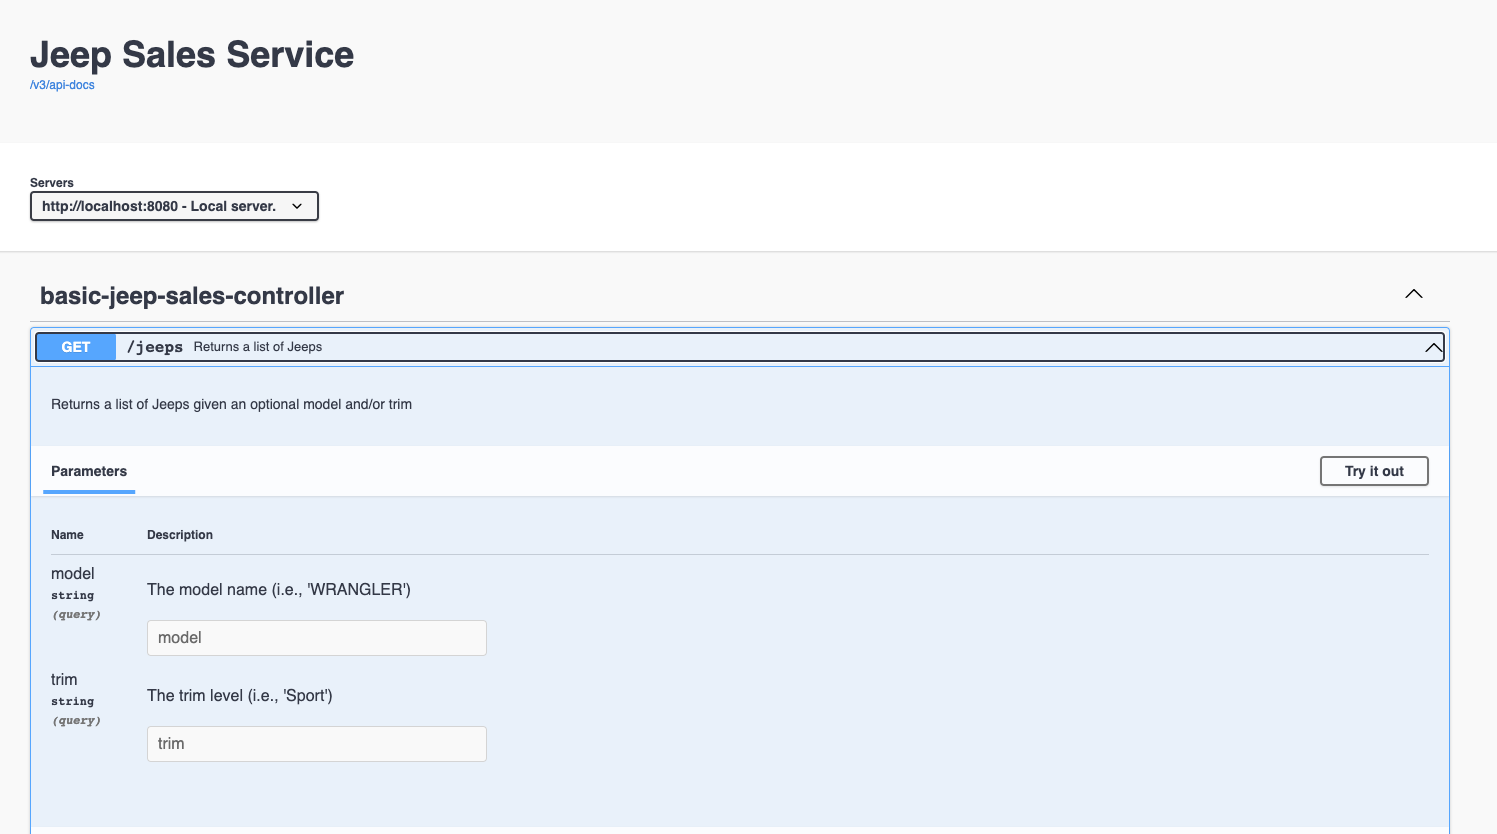 Jeep Sales Service
/v3/api-docs
Servers
http://localhost:8080 - Local server.
basic-jeep-sales-controller
GET /jeeps Returns a list of Jeeps
Returns a list of Jeeps given an optional model and/or trim
Parameters
Try it out
Name Description
model
string
(query)
The model name (i.e., 'WRANGLER')
model
trim
string
(query)
The trim level (i.e., 'Sport')
trim